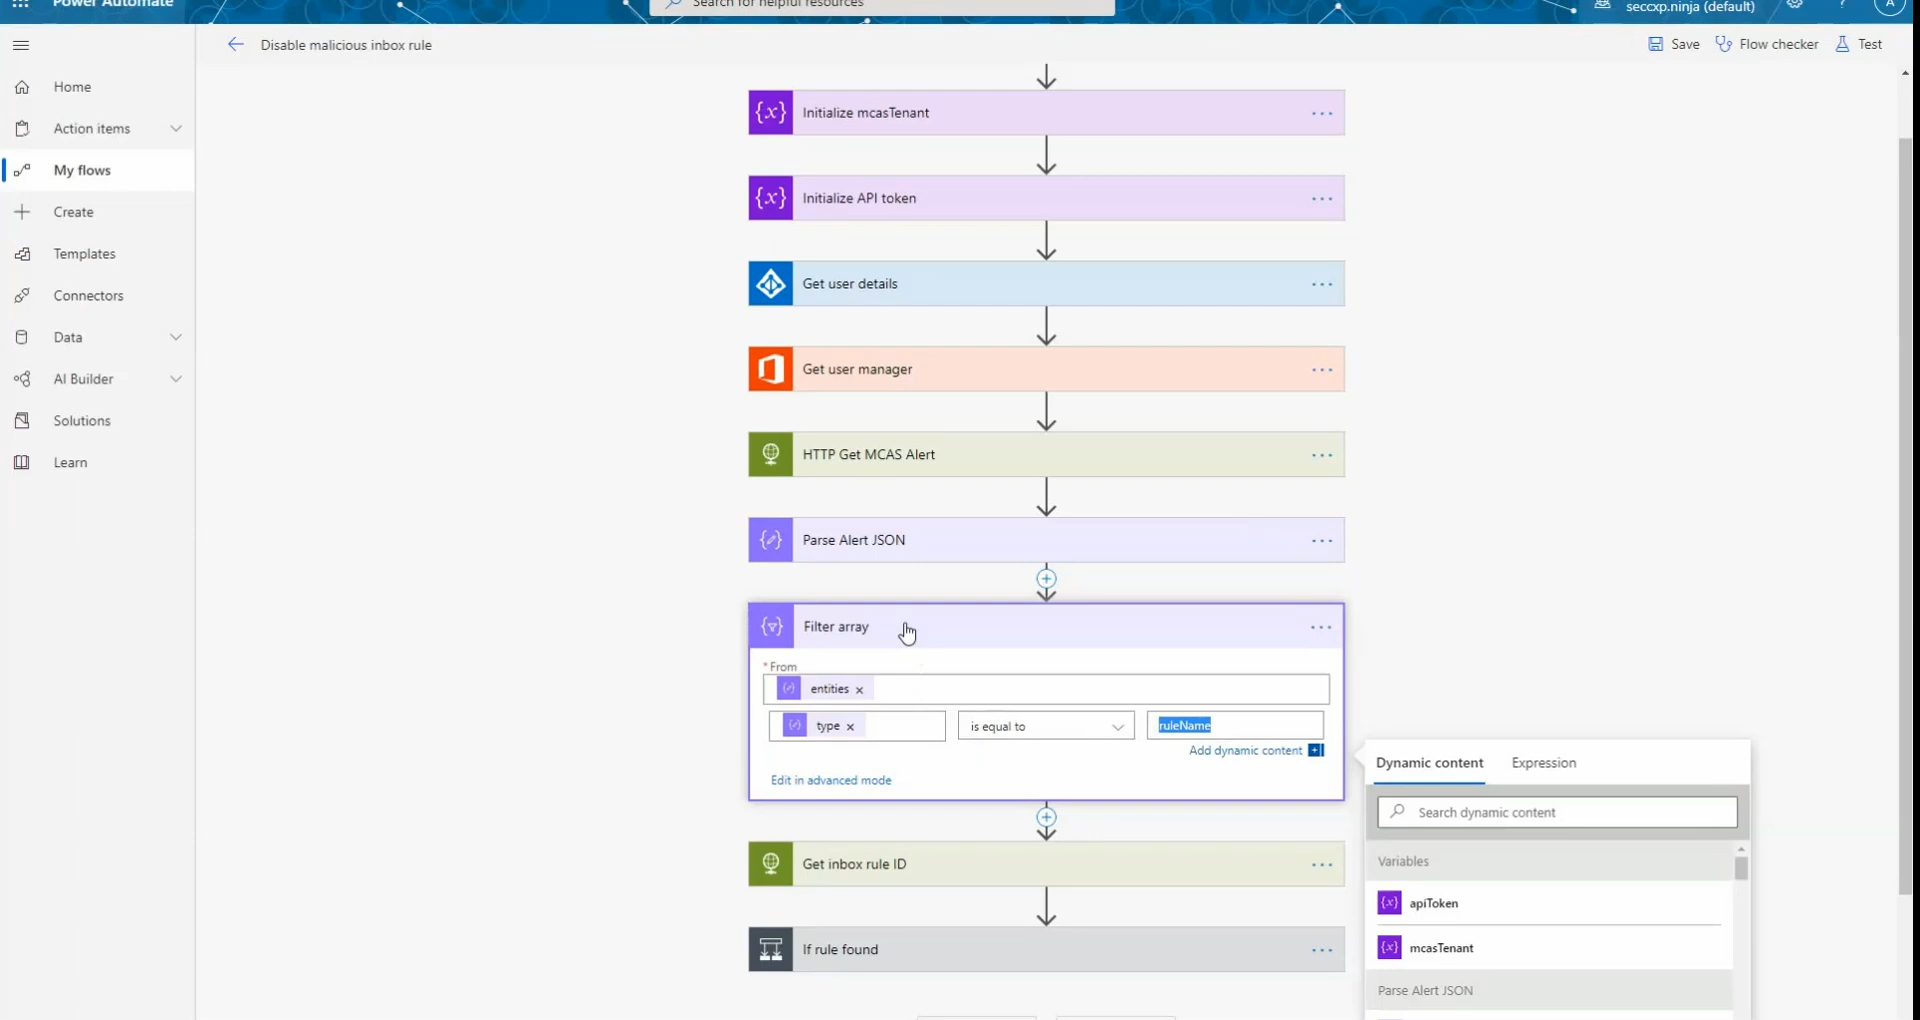 Power Automate
Search for helpful resources
seccxp.ninja (default)
?
A
Disable malicious inbox rule
Save
Flow checker
Test
Home
Action items
My flows
Create
Templates
Connectors
Data
AI Builder
Solutions
Learn
{x} Initialize mcasTenant ...
{x} Initialize API token ...
Get user details ...
Get user manager ...
HTTP Get MCAS Alert ...
Parse Alert JSON ...
Filter array ...
* From
entities ×
type × is equal to ruleName
Add dynamic content
Edit in advanced mode
Get inbox rule ID ...
If rule found ...
Dynamic content Expression
Search dynamic content
Variables
{x} apiToken
{x} mcasTenant
Parse Alert JSON